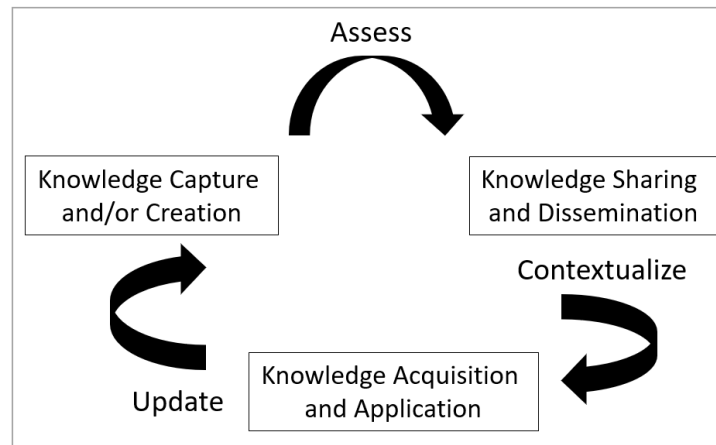 Assess
Knowledge Capture
and/or Creation
Knowledge Sharing
and Dissemination
Contextualize
Knowledge Acquisition
and Application
Update